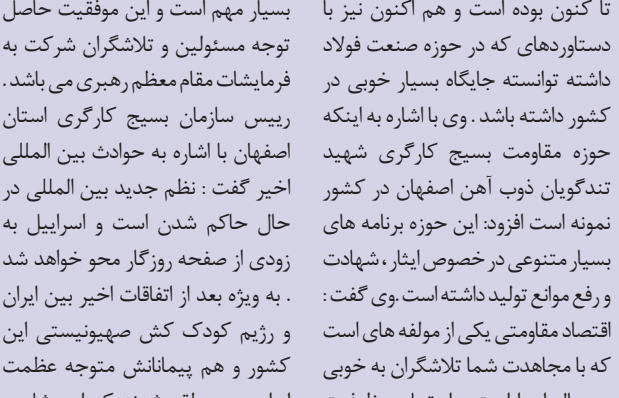 تا کنون بوده است و هم اکنون نیز با
دستاوردهای که در حوزه صنعت فولاد
داشته توانسته جایگاه بسیار خوبی در
کشور داشته باشد . وی با اشاره به اینکه
حوزه مقاومت بسیج کارگری شهید
تندگویان ذوب آهن اصفهان در کشور
نمونه است افزود: این حوزه برنامه های
بسیار متنوعی در خصوص ایثار ، شهادت
و رفع موانع تولید داشته است .وی گفت :
اقتصاد مقاومتی یکی از مولفه های است
که با مجاهدت شما تلاشگران به خوبی
بسیار مهم است و این موفقیت حاصل
توجه مسئولین و تلاشگران شرکت به
فرمایشات مقام معظم رهبری می باشد .
رییس سازمان بسیج کارگری استان
اصفهان با اشاره به حوادث بین المللی
اخیر گفت : نظم جدید بین المللی در
حال حاکم شدن است و اسراییل به
زودی از صفحه روزگار محو خواهد شد
. به ویژه بعد از اتفاقات اخیر بین ایران
و رژیم کودک کش صهیونیستی این
کشور و هم پیمانانش متوجه عظمت